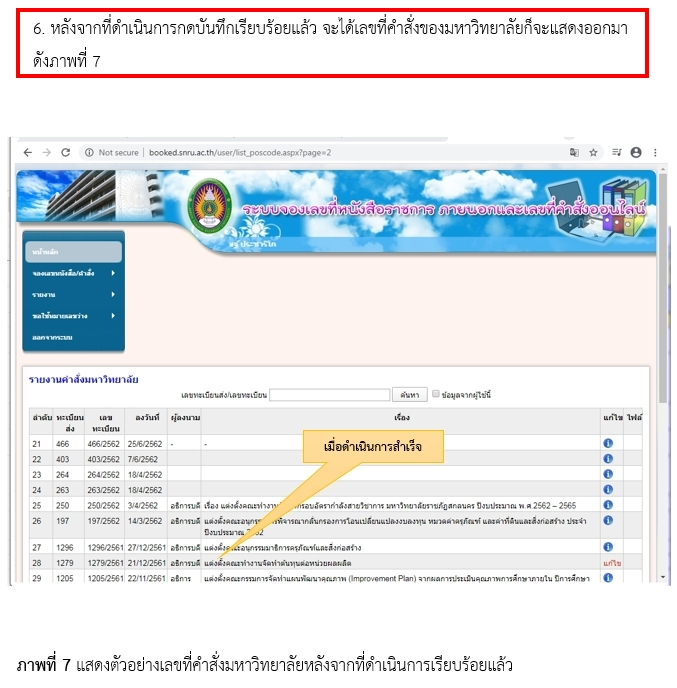 6. หลังจากที่ดำเนินการกดบันทึกเรียบร้อยแล้ว จะได้เลขที่คำสั่งของมหาวิทยาลัยก็จะแสดงออกมา
ดังภาพที่ 7
Not secure | booked.snru.ac.th/user/list_poscode.aspx?page=2
ระบบจองเลขที่หนังสือราชการ ภายนอกและเลขที่คำสั่งออนไลน์
หน้าหลัก
จองเลขหนังสือ/คำสั่ง
รายงาน
ขอใช้หมายเลขว่าง
ออกจากระบบ
รายงานคำสั่งมหาวิทยาลัย
เลขทะเบียนส่ง/เลขทะเบียน ค้นหา ข้อมูลจากผู้ใช้นี้
ลำดับ ทะเบียนส่ง เลขทะเบียน ลงวันที่ ผู้ลงนาม เรื่อง แก้ไข ไฟล์
21 466 466/2562 25/6/2562 - -
เมื่อดำเนินการสำเร็จ
22 403 403/2562 7/6/2562
23 264 264/2562 18/4/2562
24 263 263/2562 18/4/2562
25 250 250/2562 3/4/2562 อธิการบดี เรื่อง แต่งตั้งคณะทำงาน กรอบอัตรากำลังสายวิชาการ มหาวิทยาลัยราชภัฏสกลนคร ปีงบประมาณ พ.ศ.2562 – 2565
26 197 197/2562 14/3/2562 อธิการบดี แต่งตั้งคณะอนุกรรม พิจารณากลั่นกรองการโอนเปลี่ยนแปลงงบลงทุน หมวดค่าครุภัณฑ์ และค่าที่ดินและสิ่งก่อสร้าง ประจำ
ปีงบประมาณ 2562
27 1296 1296/2561 27/12/2561 อธิการบดี แต่งตั้งคณะอนุกรรมมาธิการครุภัณฑ์และสิ่งก่อสร้าง
28 1279 1279/2561 21/12/2561 อธิการบดี แต่งตั้งคณะทำงานจัดทำต้นทุนต่อหน่วยผลผลิต แก้ไข
29 1205 1205/2561 22/11/2561 อธิการ แต่งตั้งคณะกรรมการจัดทำแผนพัฒนาคุณภาพ (Improvement Plan) จากผลการประเมินคุณภาพการศึกษาภายใน ปีการศึกษา
ภาพที่ 7 แสดงตัวอย่างเลขที่คำสั่งมหาวิทยาลัยหลังจากที่ดำเนินการเรียบร้อยแล้ว